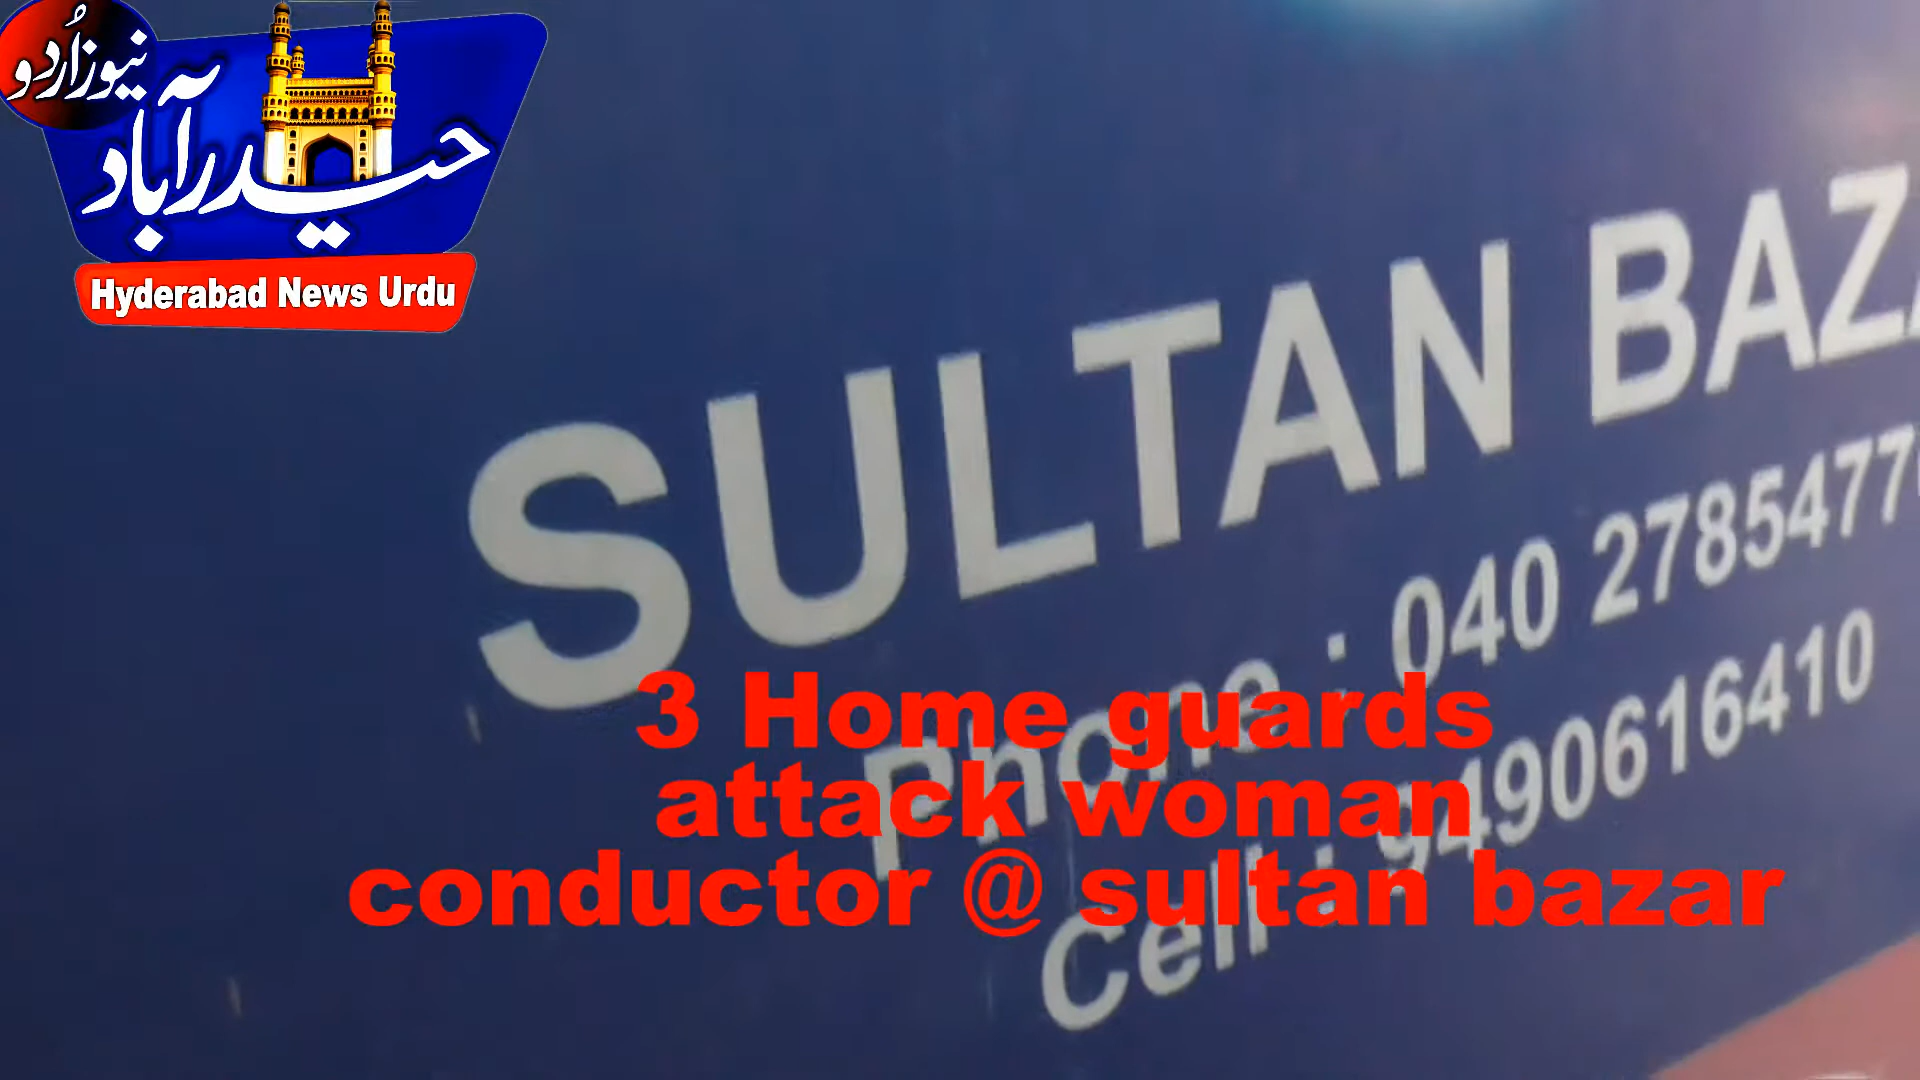 نیوز اُردو
حیدرآباد
Hyderabad News Urdu
SULTAN BAZ
Phone : 040 2785477
Cell : 9490616410
3 Home guards
attack woman
conductor @ sultan bazar